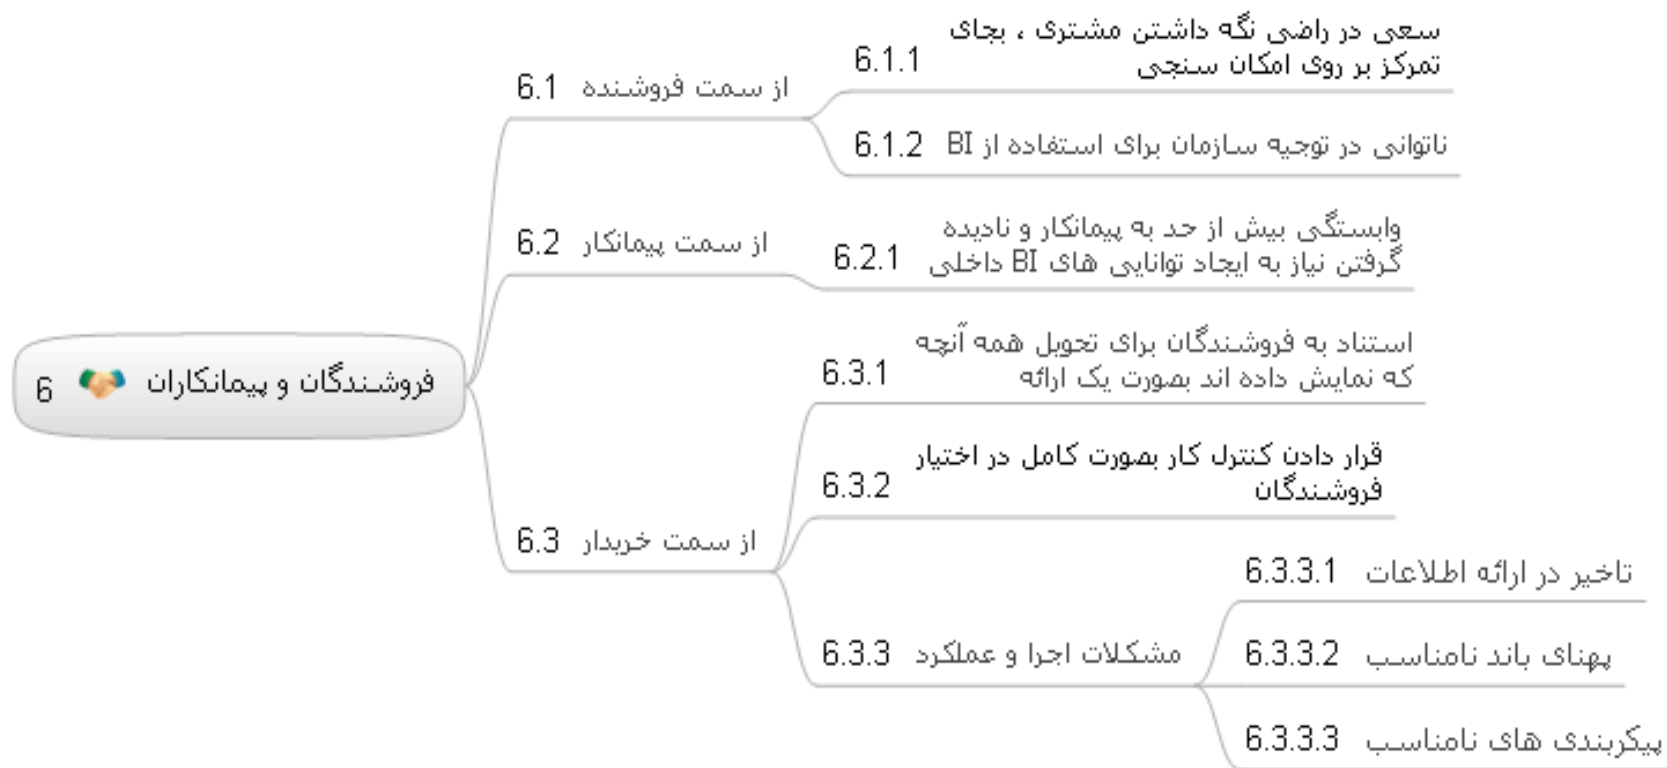 6 فروشندگان و پیمانکاران
6.1 از سمت فروشنده
6.1.1 سعی در راضی نگه داشتن مشتری ، بجای
تمرکز بر روی امکان سنجی
6.1.2 ناتوانی در توجیه سازمان برای استفاده از BI
6.2 از سمت پیمانکار
6.2.1 وابستگی بیش از حد به پیمانکار و نادیده
گرفتن نیاز به ایجاد توانایی های BI داخلی
6.3 از سمت خریدار
6.3.1 استناد به فروشندگان برای تحویل همه آنچه
که نمایش داده اند بصورت یک ارائه
6.3.2 قرار دادن کنترل کار بصورت کامل در اختیار
فروشندگان
6.3.3 مشکلات اجرا و عملکرد
6.3.3.1 تاخیر در ارائه اطلاعات
6.3.3.2 پهنای باند نامناسب
6.3.3.3 پیکربندی های نامناسب